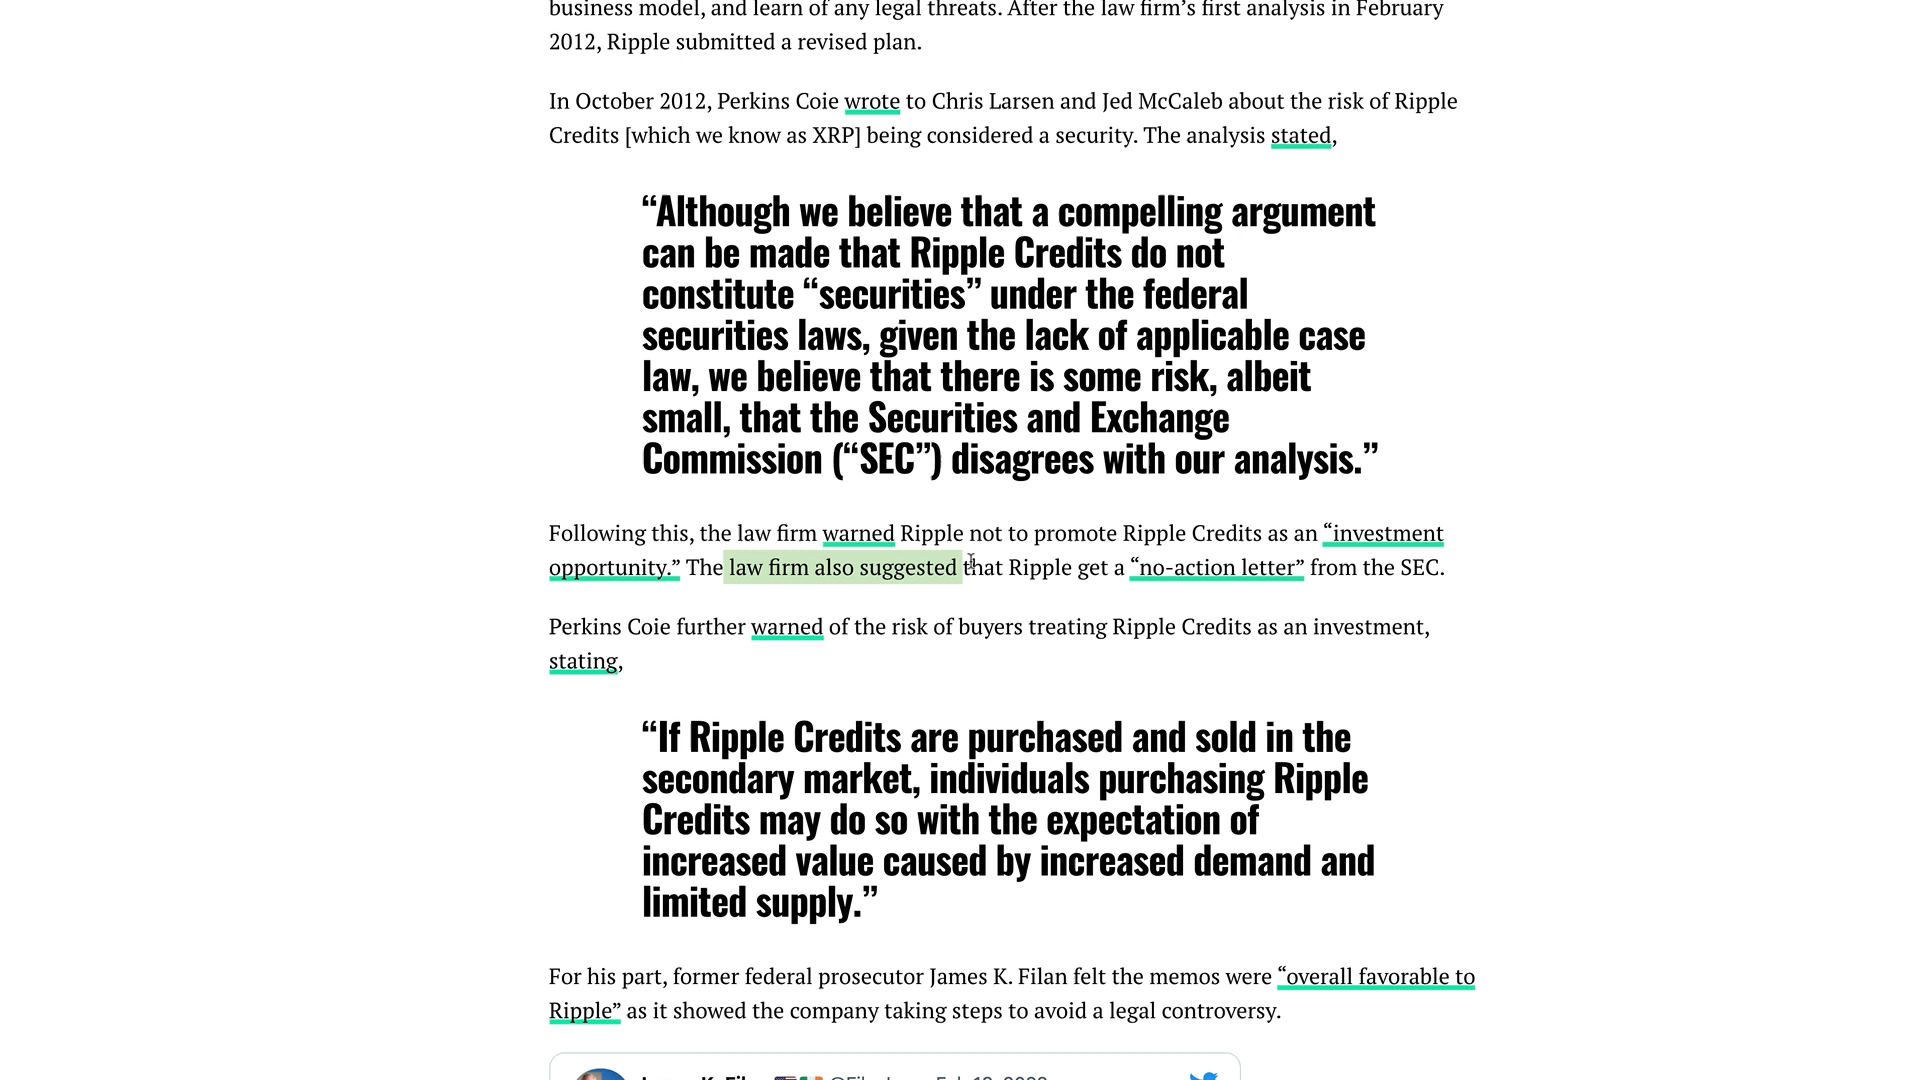 business model, and learn of any legal threats. After the law firm’s first analysis in February
2012, Ripple submitted a revised plan.
In October 2012, Perkins Coie wrote to Chris Larsen and Jed McCaleb about the risk of Ripple
Credits [which we know as XRP] being considered a security. The analysis stated,
“Although we believe that a compelling argument
can be made that Ripple Credits do not
constitute “securities” under the federal
securities laws, given the lack of applicable case
law, we believe that there is some risk, albeit
small, that the Securities and Exchange
Commission (“SEC”) disagrees with our analysis.”
Following this, the law firm warned Ripple not to promote Ripple Credits as an “investment
opportunity.” The law firm also suggested that Ripple get a “no-action letter” from the SEC.
Perkins Coie further warned of the risk of buyers treating Ripple Credits as an investment,
stating,
“If Ripple Credits are purchased and sold in the
secondary market, individuals purchasing Ripple
Credits may do so with the expectation of
increased value caused by increased demand and
limited supply.”
For his part, former federal prosecutor James K. Filan felt the memos were “overall favorable to
Ripple” as it showed the company taking steps to avoid a legal controversy.